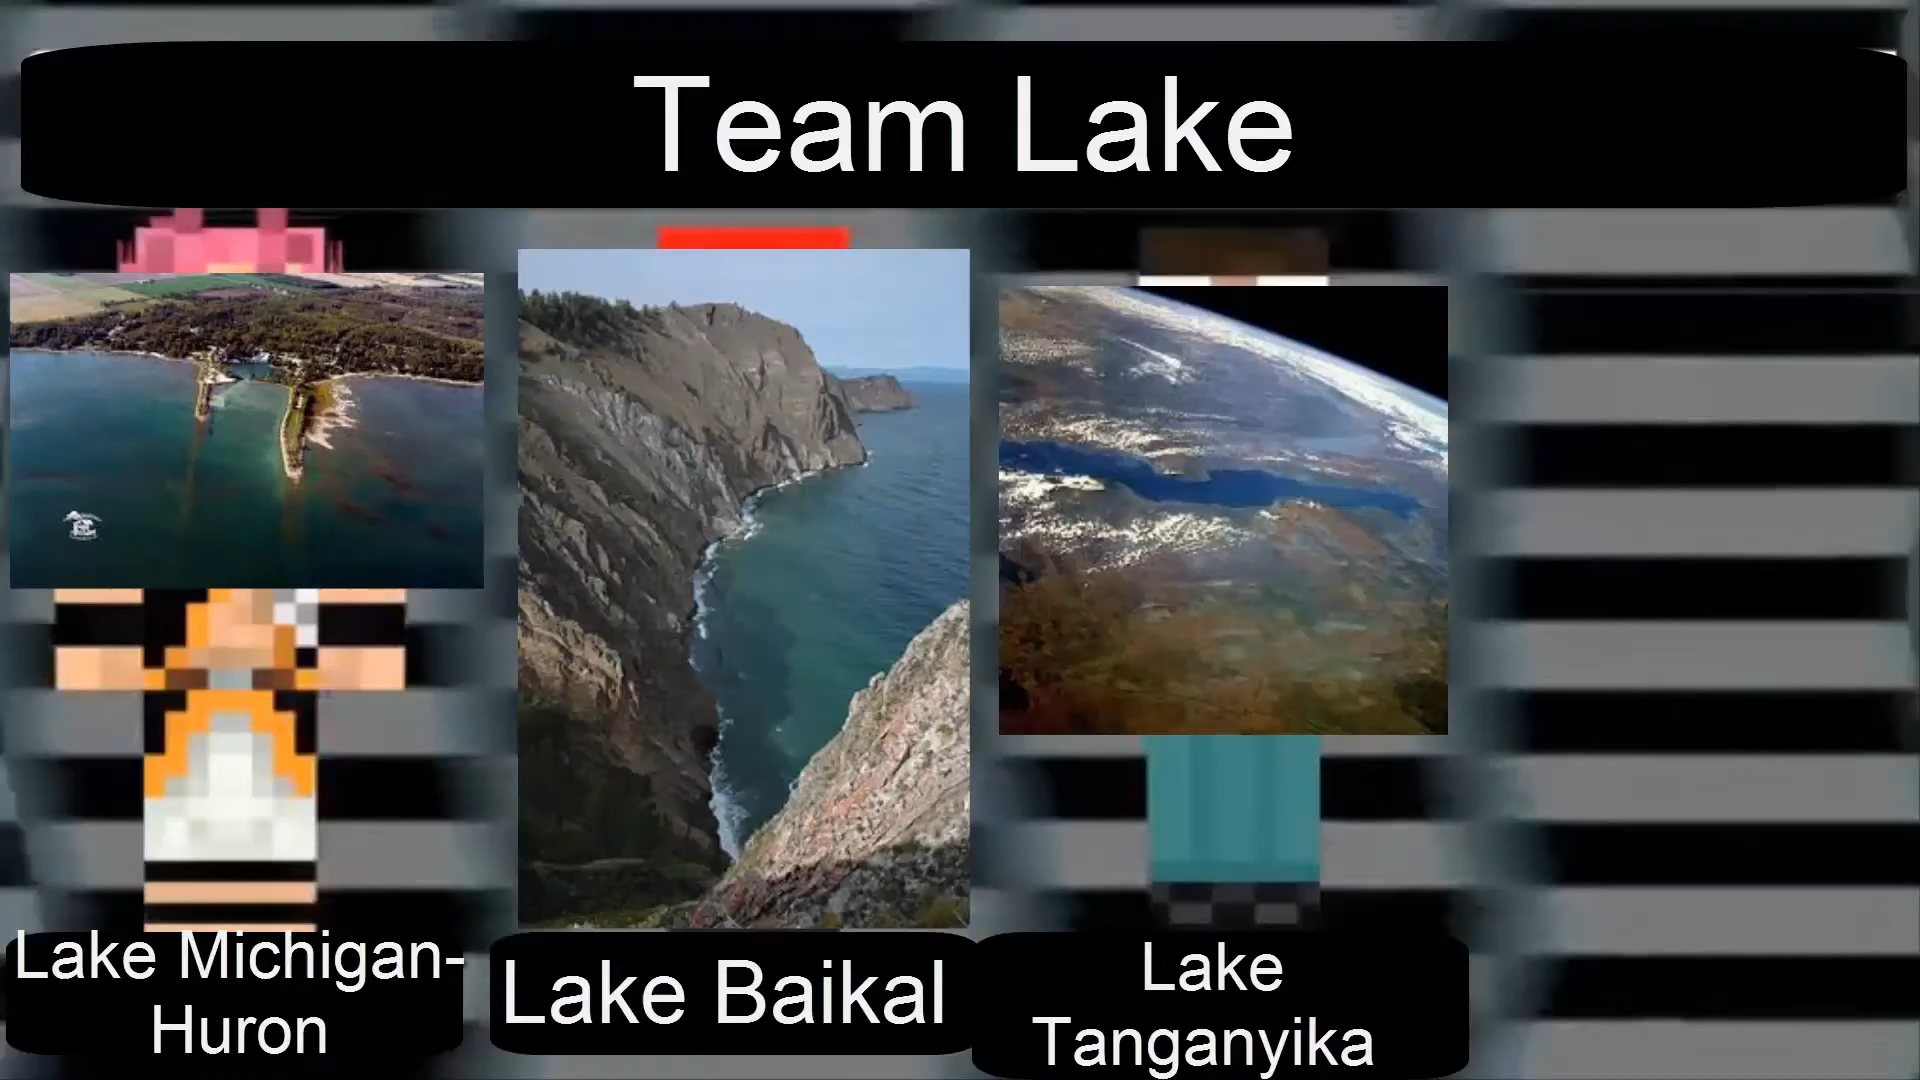 Team Lake
Lake Michigan-
Huron
Lake Baikal
Lake
Tanganyika